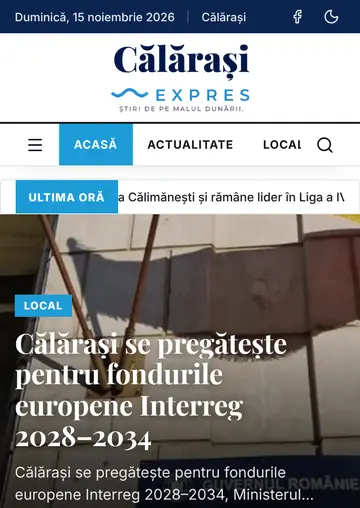 Duminică, 15 noiembrie 2026
Călărași
Călărași
EXPRES
ȘTIRI DE PE MALUL DUNĂRII.
ACASĂ
ACTUALITATE
LOCAL
ULTIMA ORĂ
a Călimănești și rămâne lider în Liga a IV
LOCAL
Călărași se pregătește
pentru fondurile
europene Interreg
2028–2034
Călărași se pregătește pentru fondurile
europene Interreg 2028–2034, Ministerul...
GUVERNUL ROMÂNIE